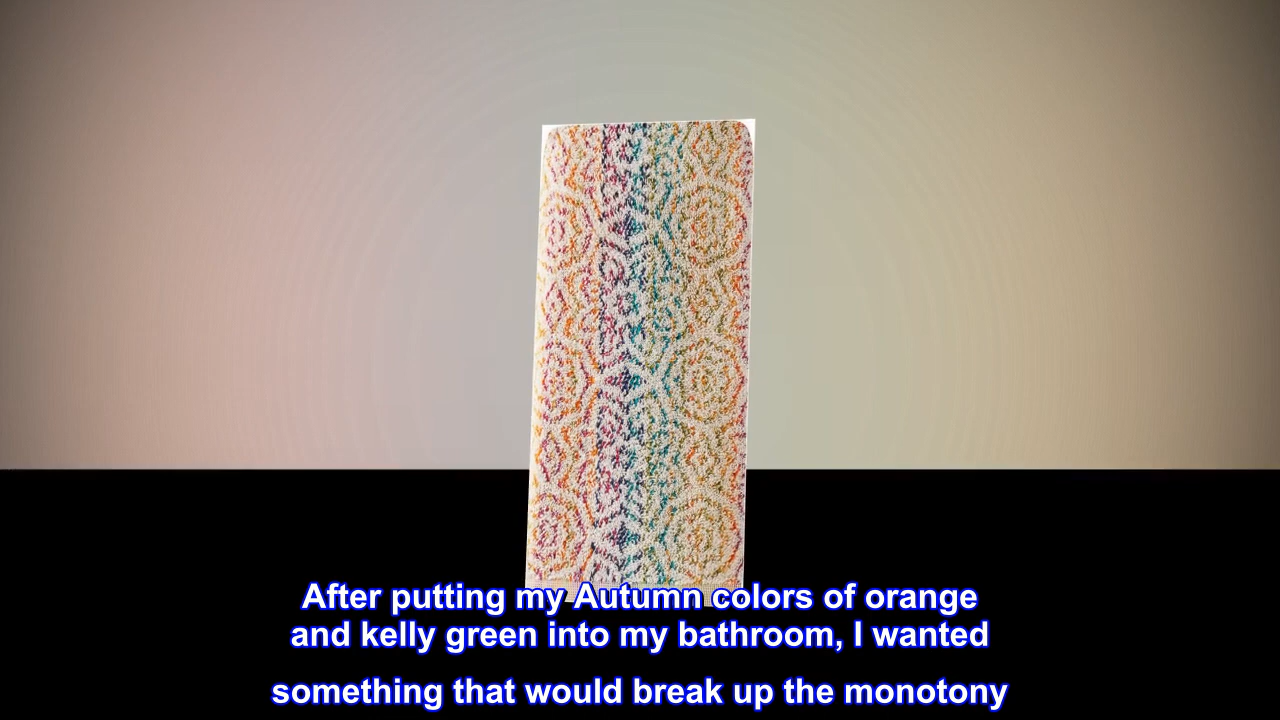 After putting my Autumn colors of orange
and kelly green into my bathroom, I wanted
something that would break up the monotony